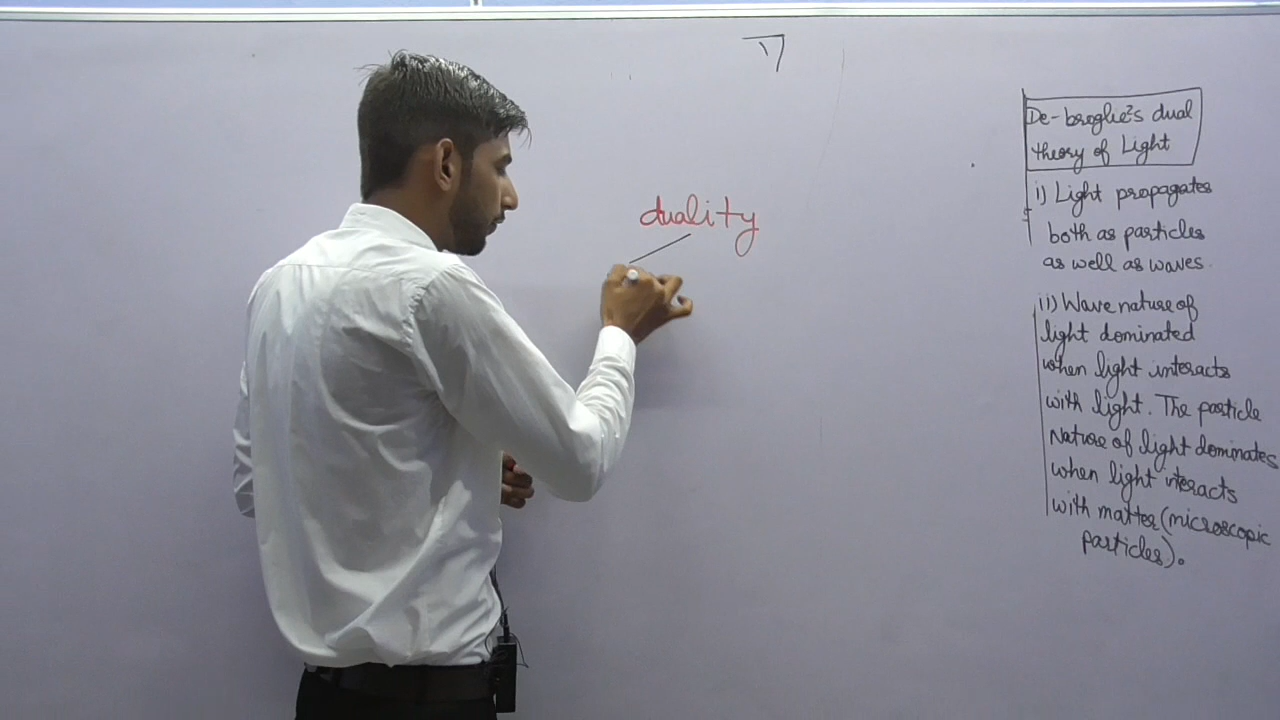 duality
De-broglie's dual
theory of Light
i) Light propagates
both as particles
as well as waves.
ii) Wave nature of
light dominated
when light interacts
with light. The particle
Nature of light dominates
when light interacts
with matter (microscopic
particles).